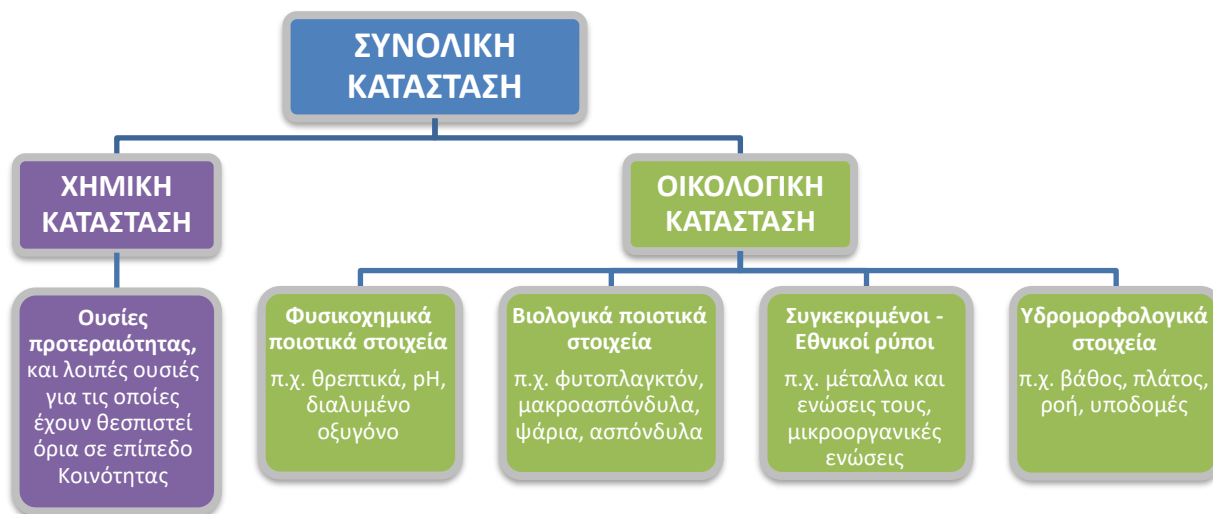 ΣΥΝΟΛΙΚΗ
ΚΑΤΑΣΤΑΣΗ
ΧΗΜΙΚΗ
ΚΑΤΑΣΤΑΣΗ
ΟΙΚΟΛΟΓΙΚΗ
ΚΑΤΑΣΤΑΣΗ
Ουσίες
προτεραιότητας,
και λοιπές ουσιές
για τις οποίες
έχουν θεσπιστεί
όρια σε επίπεδο
Κοινότητας
Φυσικοχημικά
ποιοτικά στοιχεία
π.χ. θρεπτικά, pH,
διαλυμένο
οξυγόνο
Βιολογικά ποιοτικά
στοιχεία
π.χ. φυτοπλαγκτόν,
μακροασπόνδυλα,
ψάρια, ασπόνδυλα
Συγκεκριμένοι -
Εθνικοί ρύποι
π.χ. μέταλλα και
ενώσεις τους,
μικροοργανικές
ενώσεις
Υδρομορφολογικά
στοιχεία
π.χ. βάθος, πλάτος,
ροή, υποδομές